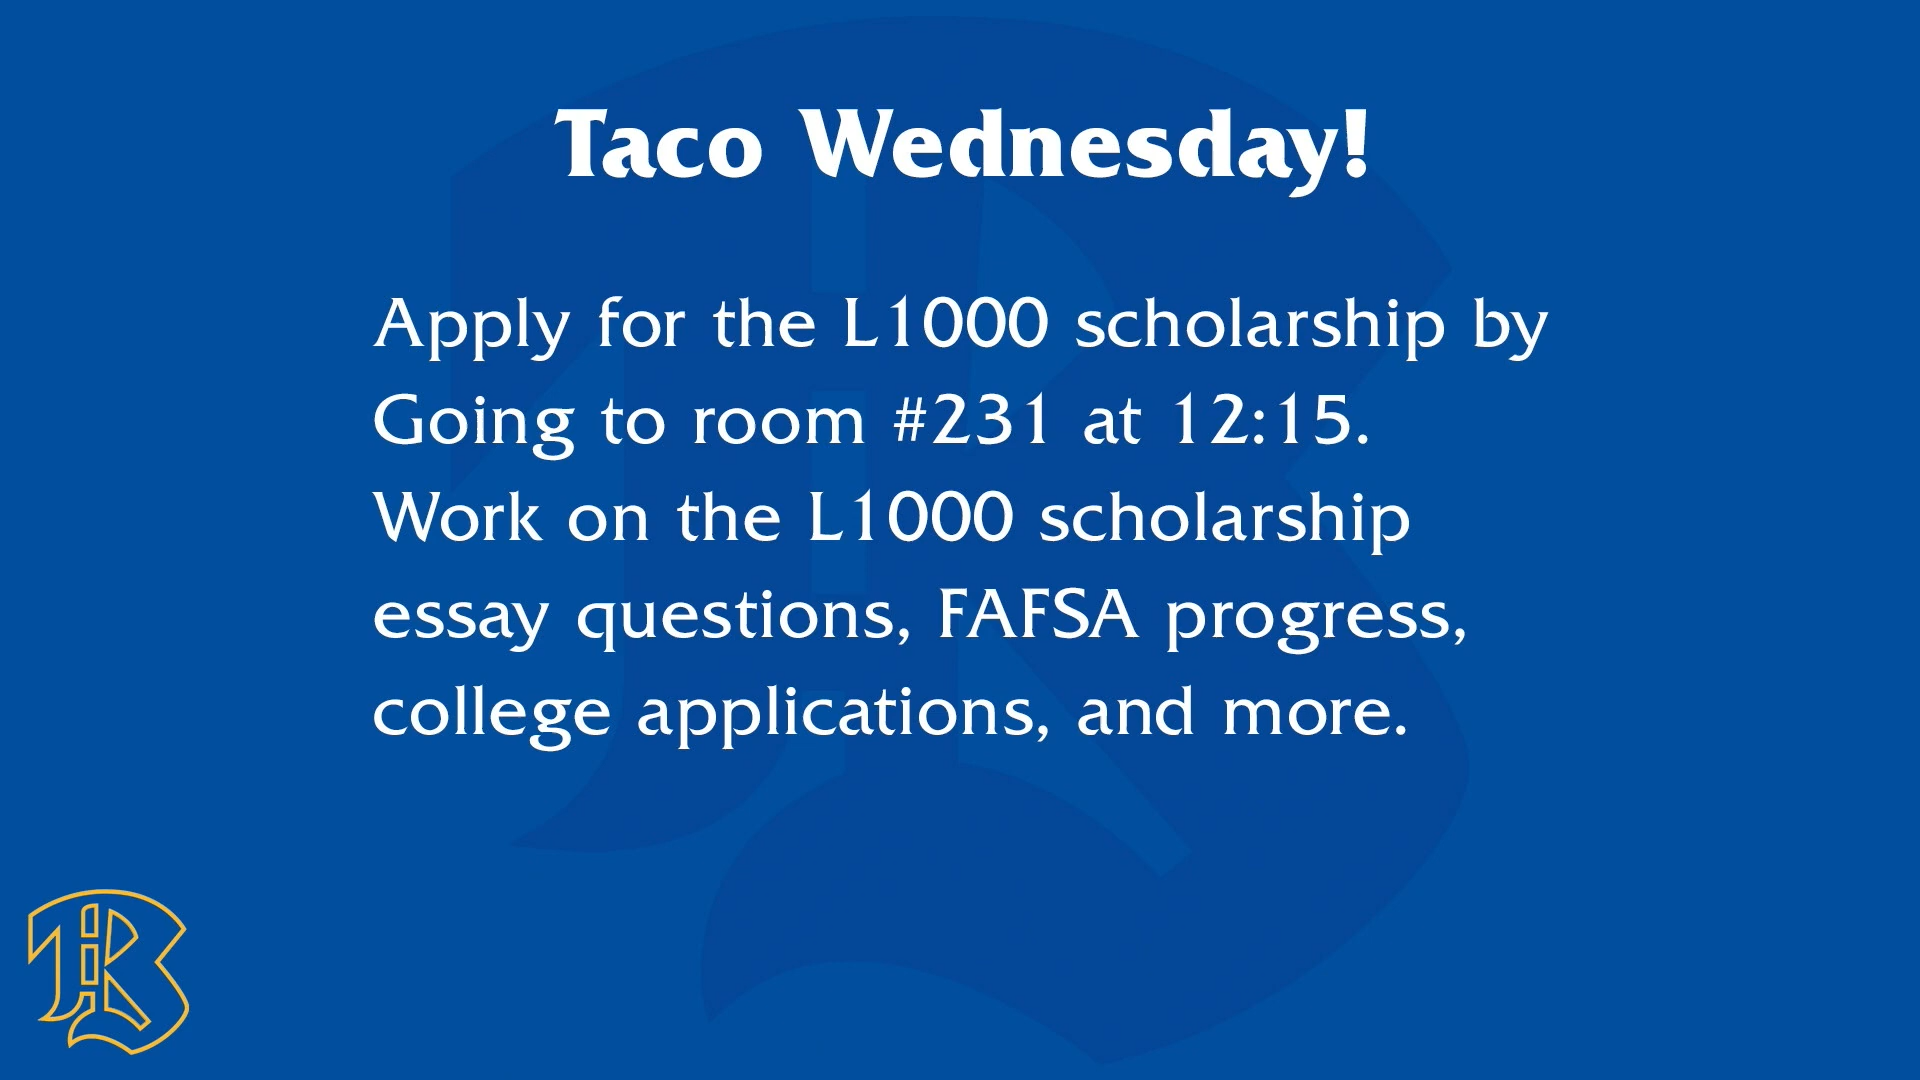 Taco Wednesday!
Apply for the L1000 scholarship by
Going to room #231 at 12:15.
Work on the L1000 scholarship
essay questions, FAFSA progress,
college applications, and more.